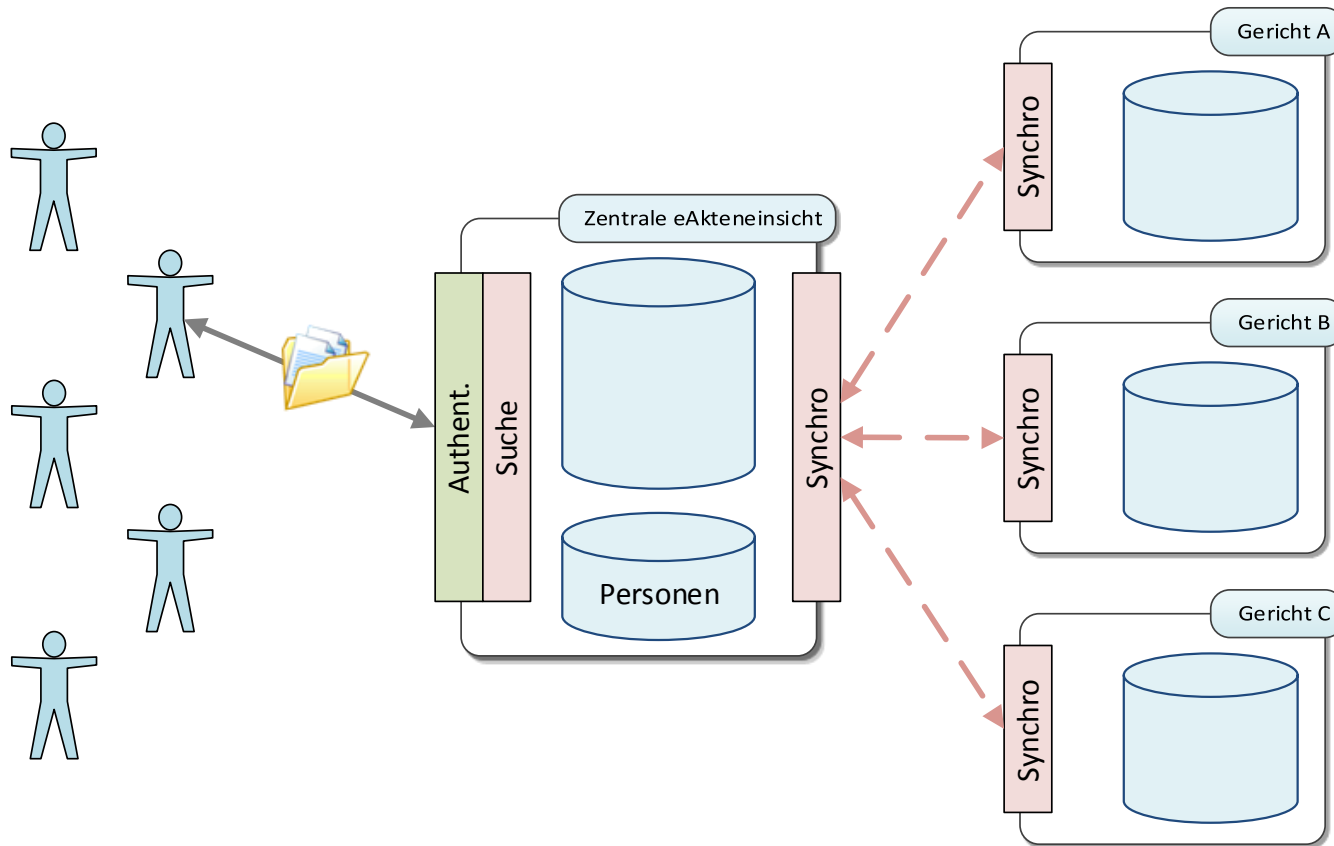 Zentrale eAkteneinsicht
Authent.
Suche
Personen
Synchro
Gericht A
Synchro
Gericht B
Synchro
Gericht C
Synchro